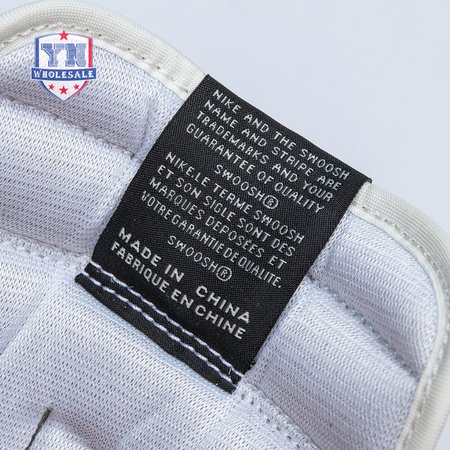 YN
WHOLESALE
NIKE AND THE SWOOSH
NAME AND STRIPE ARE
TRADEMARKS AND YOUR
GUARANTEE OF QUALITY
SWOOSH®
NIKE,LE TERME SWOOSH
ET SON SIGLE SONT DES
MARQUES DEPOSÉES ET
VOTRE GARANTIE DE QUALITE.
SWOOSH®
MADE IN CHINA
FABRIQUE EN CHINE